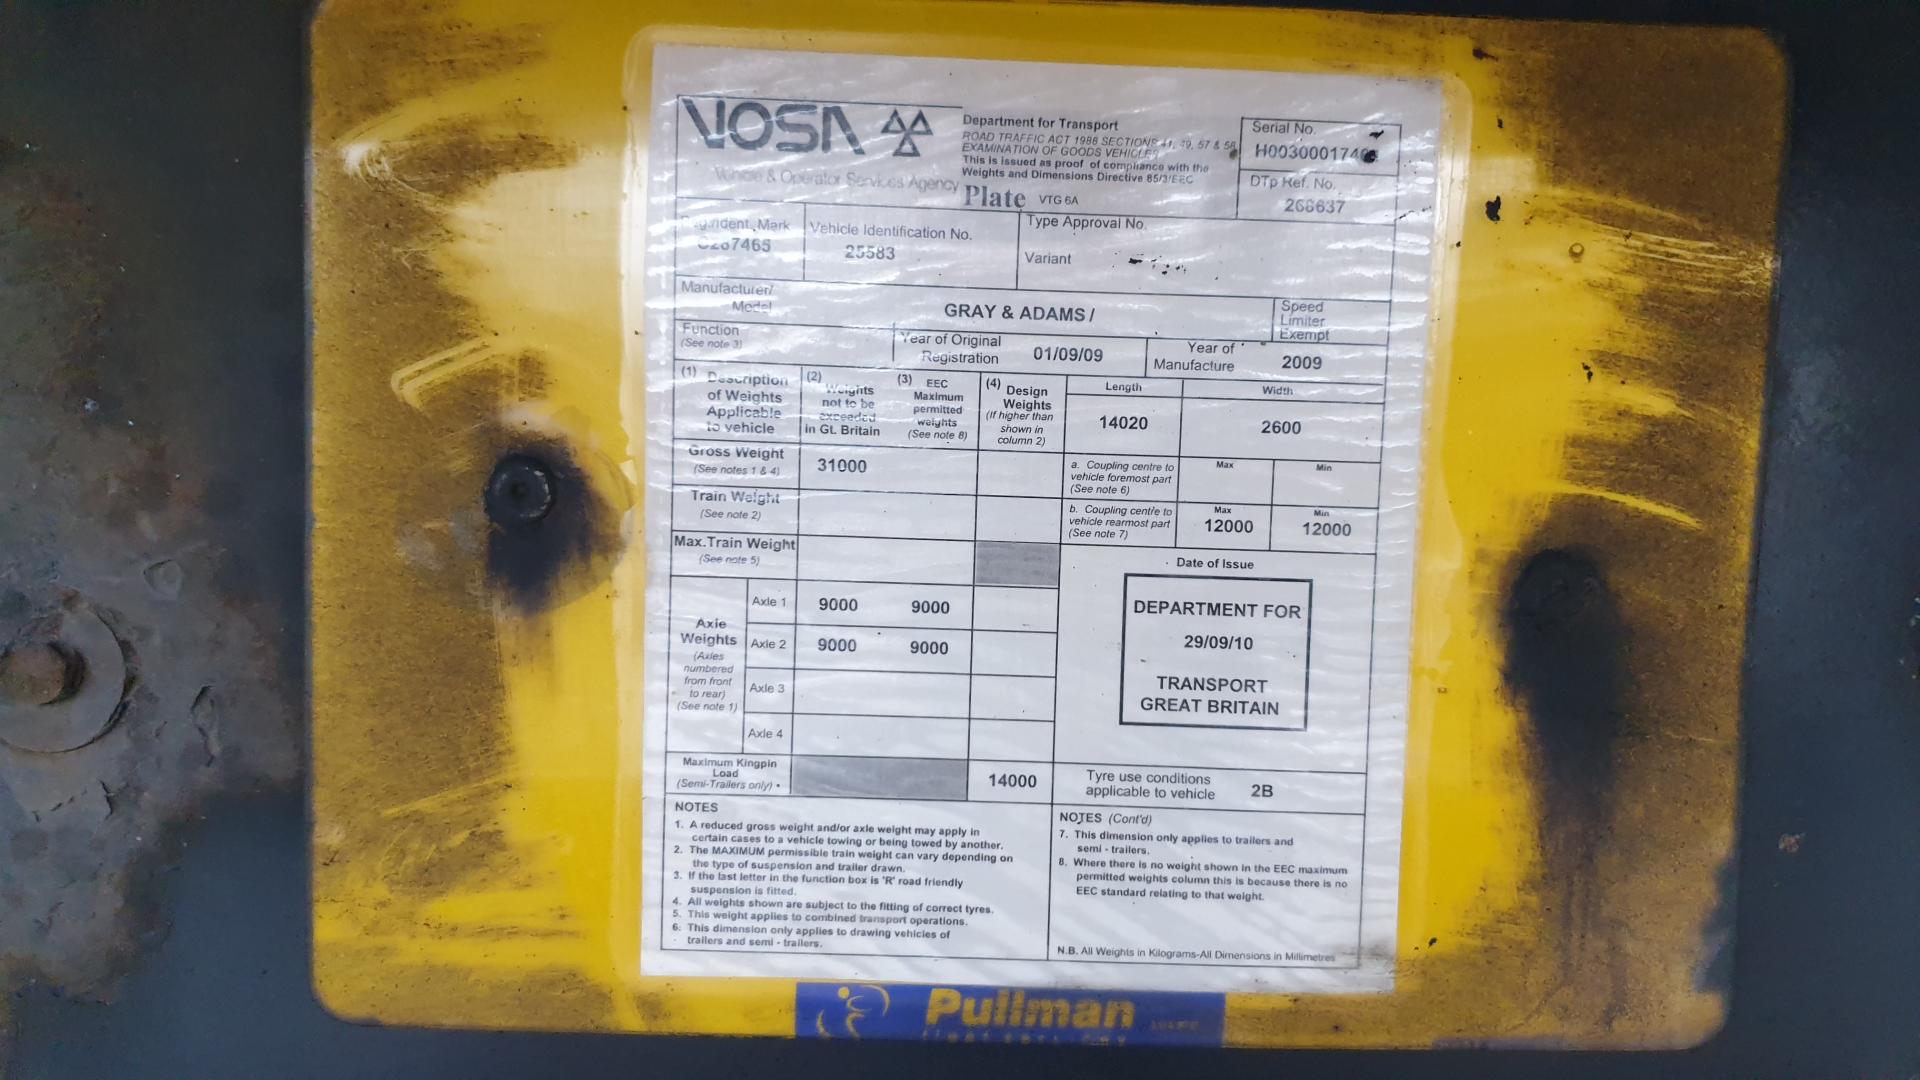 VOSA
Vehicle & Operator Services Agency
Department for Transport
ROAD TRAFFIC ACT 1988 SECTIONS 41, 49, 57 & 58
EXAMINATION OF GOODS VEHICLES
This is issued as proof of compliance with the
Weights and Dimensions Directive 85/3/EEC
Plate VTG 6A
Serial No.
DTp Ref. No.
268637
Mark
Vehicle Identification No.
25583
Type Approval No.
Variant
Manufacturer/
Model
GRAY & ADAMS /
Speed
Limiter
Exempt
Function
(See note 3)
Year of Original
Registration 01/09/09
Year of
Manufacture 2009
(1) Description
of Weights
Applicable
to vehicle
(2) Weights
not to be
exceeded
in Gt. Britain
(3) EEC
Maximum
permitted
weights
(See note 8)
(4) Design
Weights
(If higher than
shown in
column 2)
Length
14020
Width
2600
Gross Weight
(See notes 1 & 4)
31000
a. Coupling centre to
vehicle foremost part
(See note 6)
Max
Min
Train Weight
(See note 2)
b. Coupling centre to
vehicle rearmost part
(See note 7)
Max
12000
Min
12000
Max.Train Weight
(See note 5)
Axle
Weights
(Axles
numbered
from front
to rear)
(See note 1)
Axle 1 9000 9000
Axle 2 9000 9000
Axle 3
Axle 4
Date of Issue
DEPARTMENT FOR
29/09/10
TRANSPORT
GREAT BRITAIN
Maximum Kingpin
Load
(Semi-Trailers only)
14000
Tyre use conditions
applicable to vehicle 2B
NOTES
1. A reduced gross weight and/or axle weight may apply in
certain cases to a vehicle towing or being towed by another.
2. The MAXIMUM permissible train weight can vary depending on
the type of suspension and trailer drawn.
3. If the last letter in the function box is 'R' road friendly
suspension is fitted.
4. All weights shown are subject to the fitting of correct tyres.
5. This weight applies to combined transport operations.
6. This dimension only applies to drawing vehicles of
trailers and semi - trailers.
NOTES (Cont'd)
7. This dimension only applies to trailers and
semi - trailers.
8. Where there is no weight shown in the EEC maximum
permitted weights column this is because there is no
EEC standard relating to that weight.
N.B. All Weights in Kilograms-All Dimensions in Millimetres
Pullman